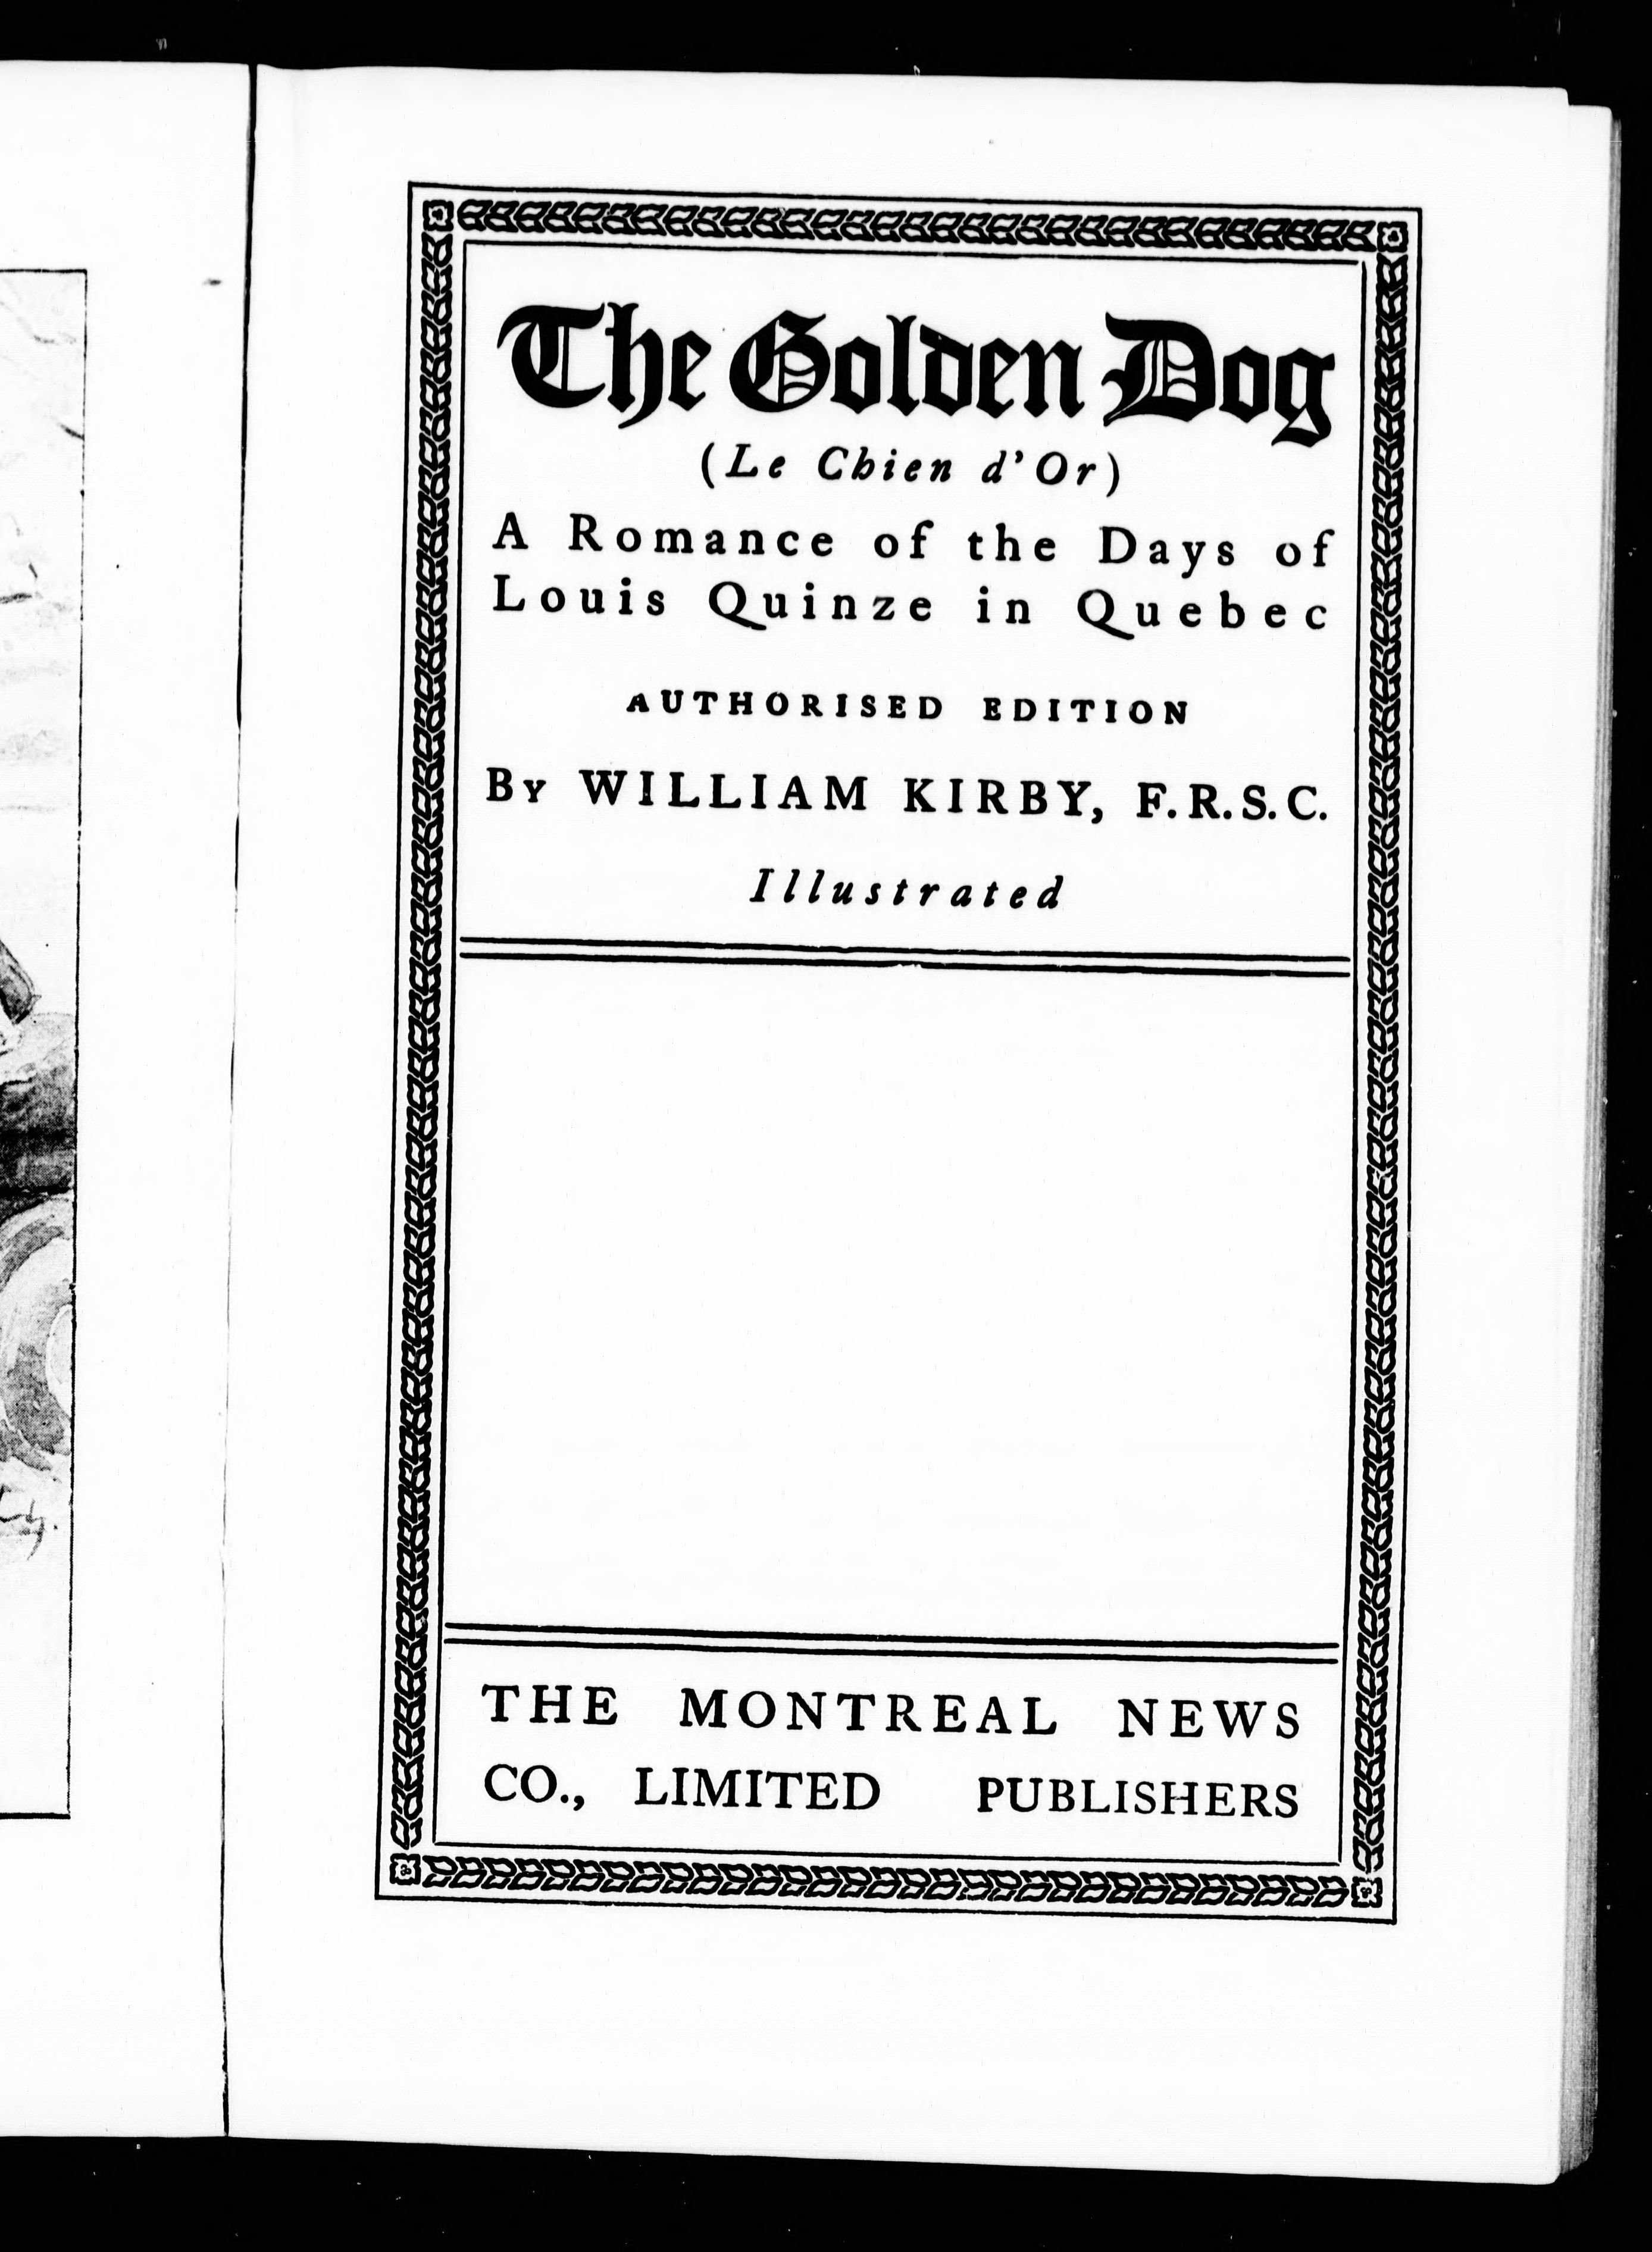 The Golden Dog
(Le Chien d'Or)
A Romance of the Days of
Louis Quinze in Quebec
AUTHORISED EDITION
By WILLIAM KIRBY, F.R.S.C.
Illustrated
THE MONTREAL NEWS
CO., LIMITED PUBLISHERS